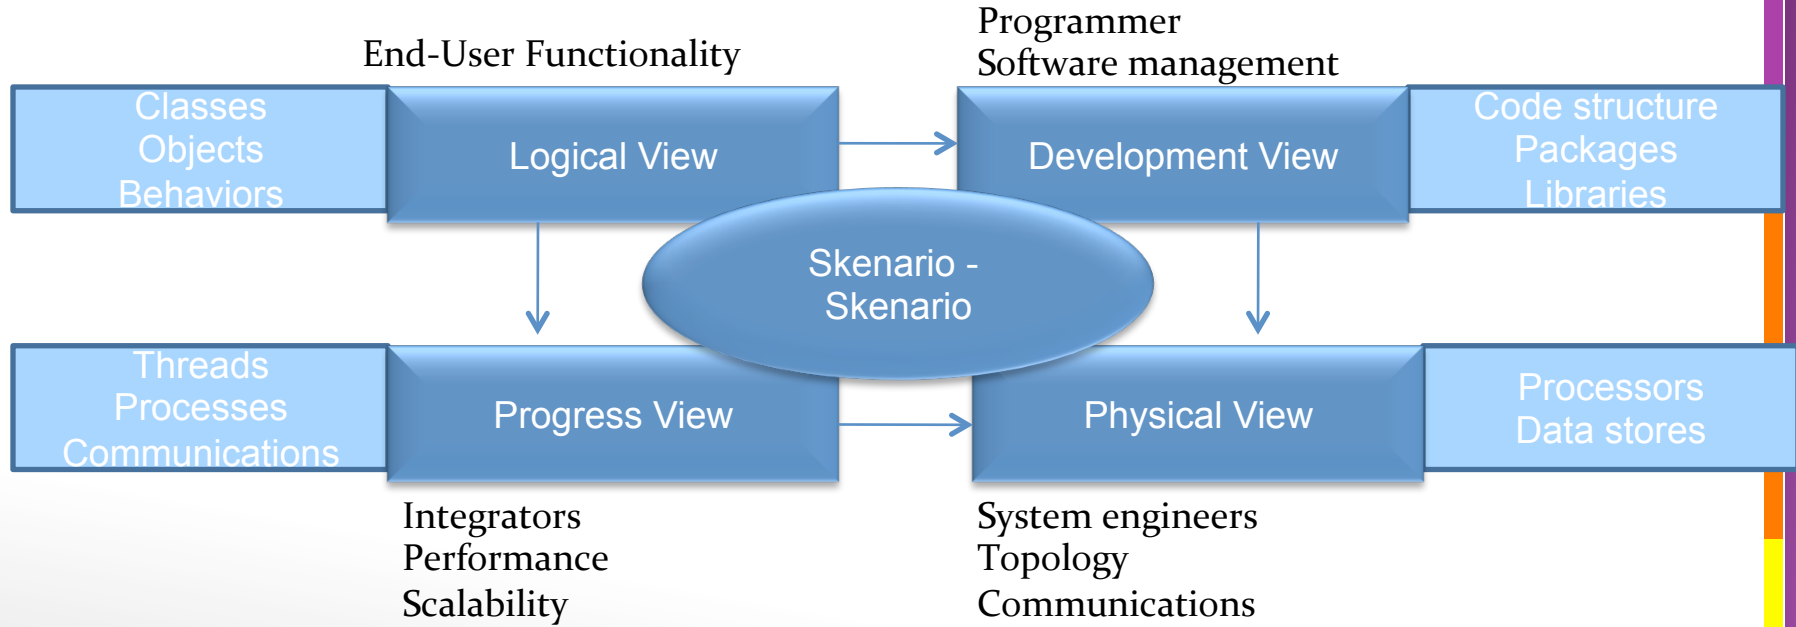 End-User Functionality
Programmer
Software management
Classes
Objects
Behaviors
Logical View
Development View
Code structure
Packages
Libraries
Skenario -
Skenario
Threads
Processes
Communications
Progress View
Physical View
Processors
Data stores
Integrators
Performance
Scalability
System engineers
Topology
Communications